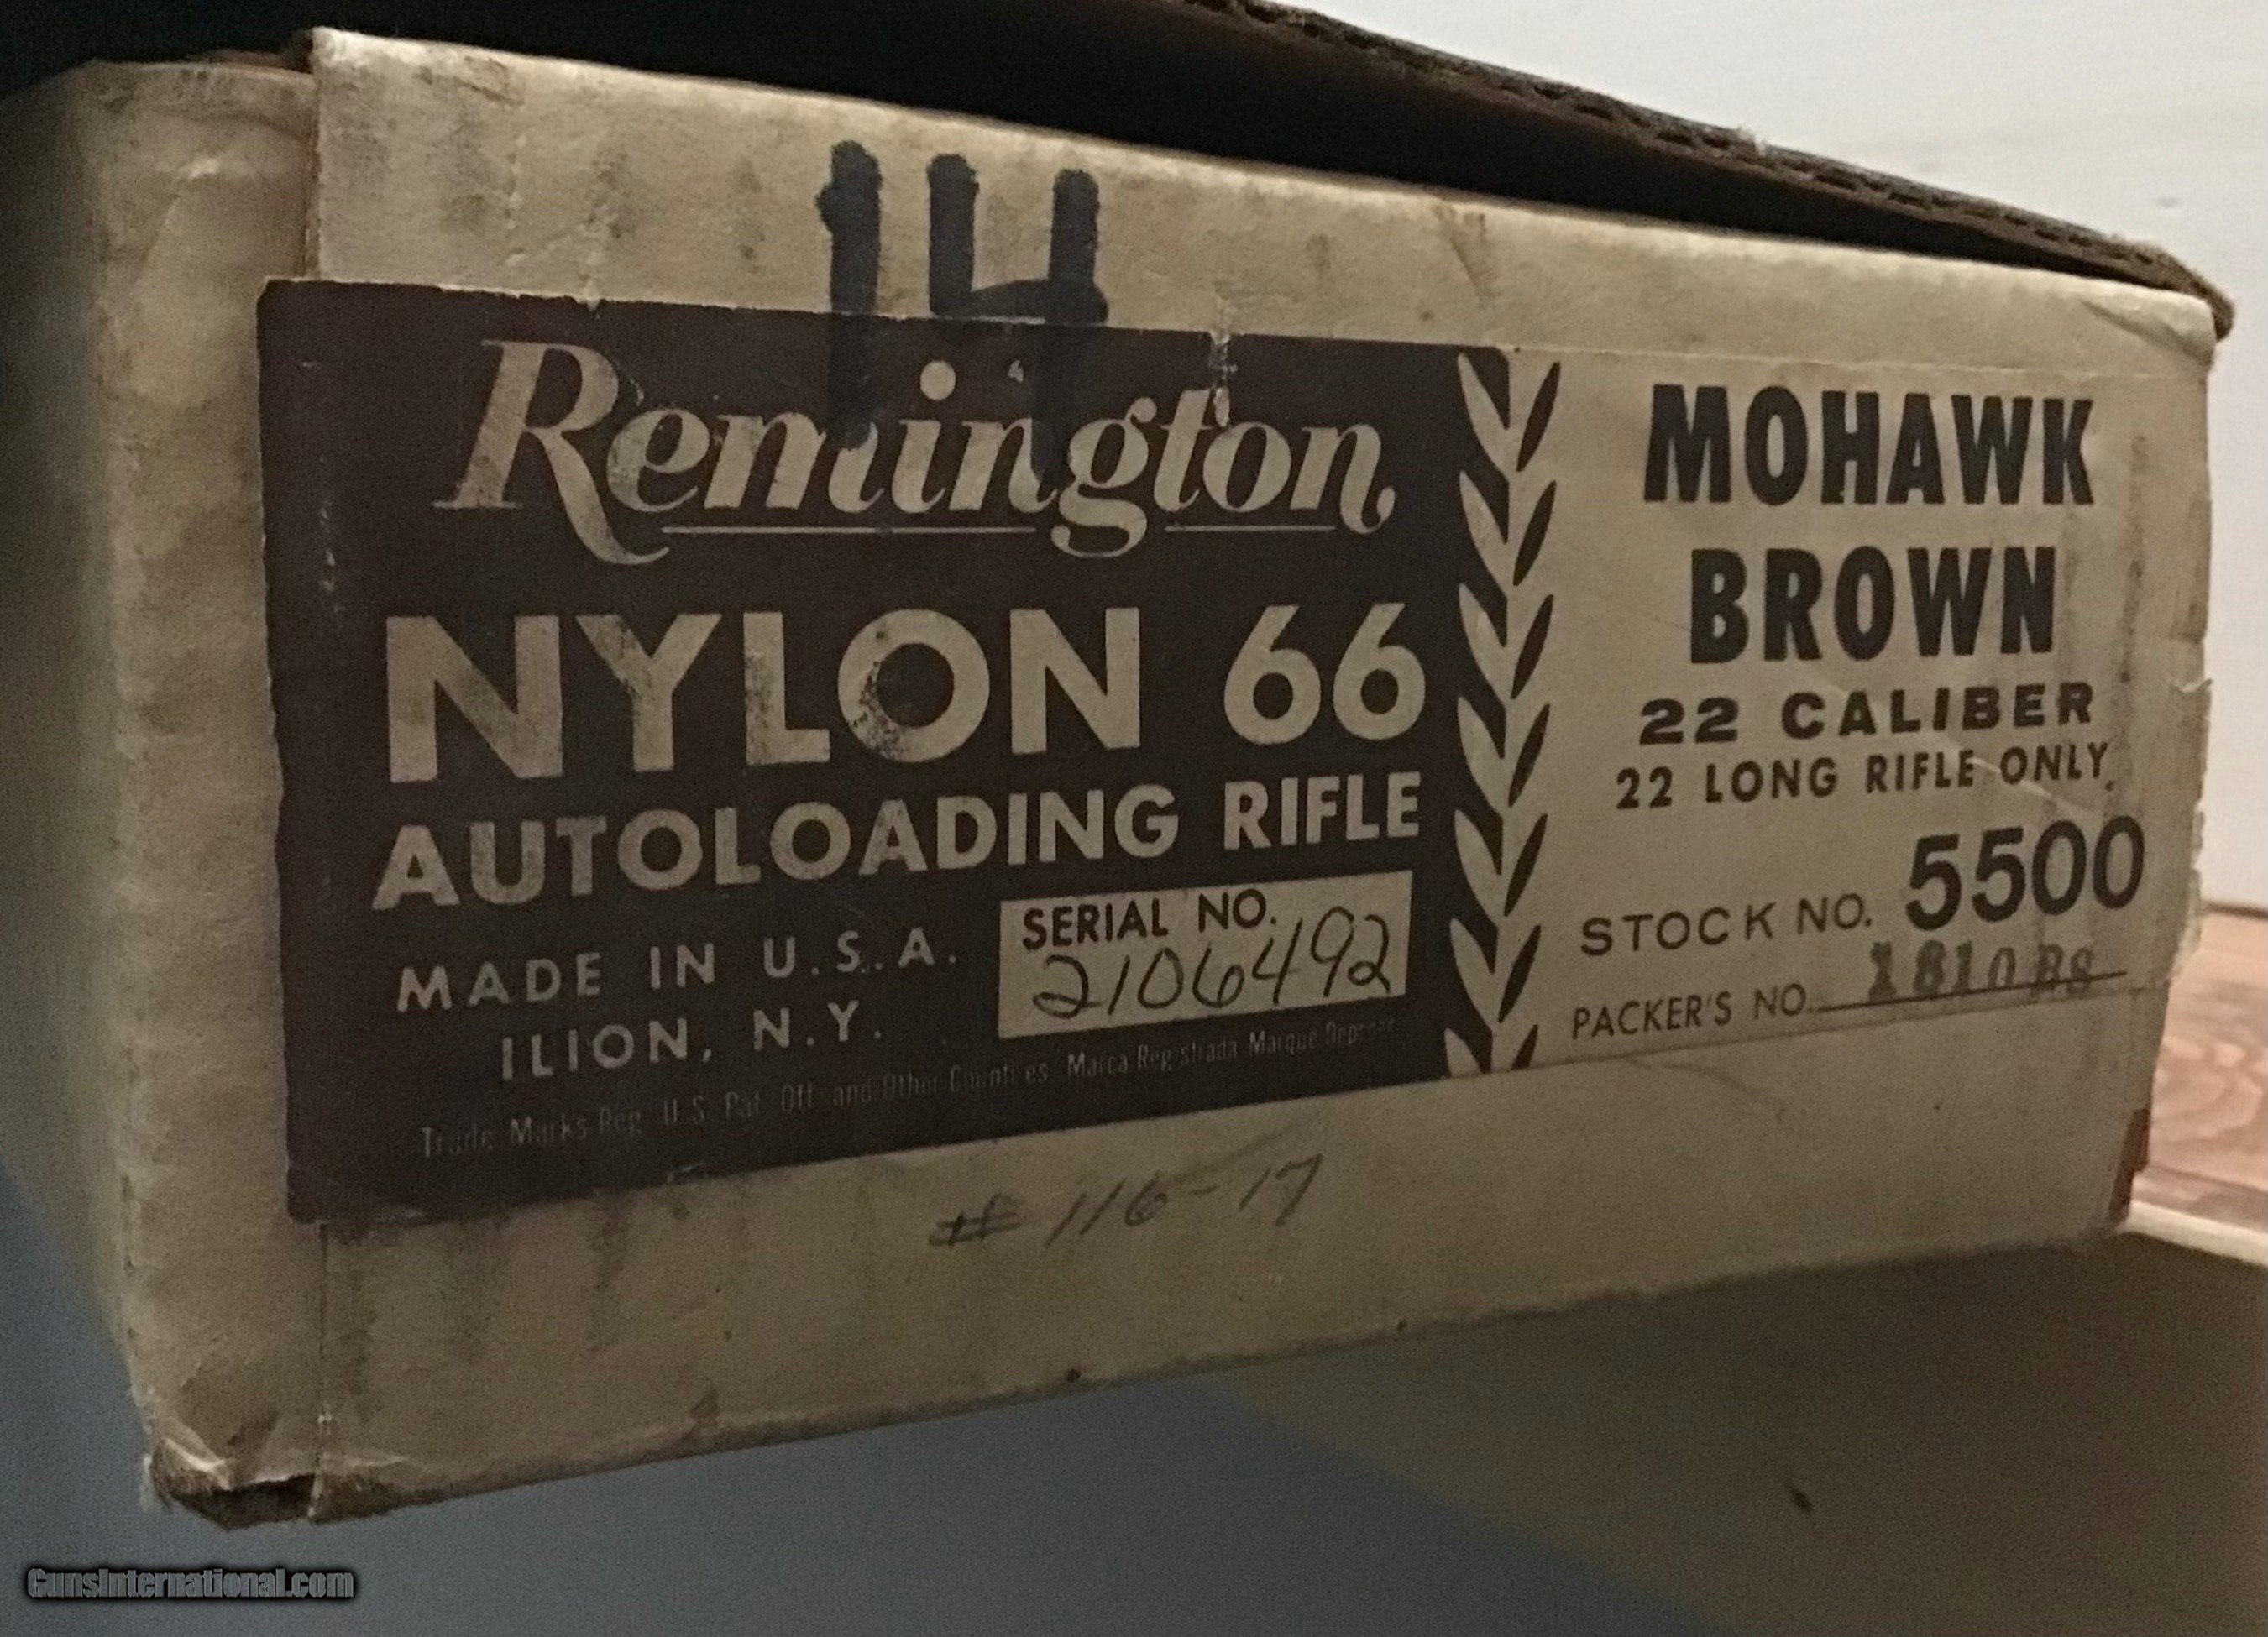 14
Remington
NYLON 66
AUTOLOADING RIFLE
MADE IN U.S.A.
ILION, N.Y.
SERIAL NO.
2106492
Trade Marks Reg. U.S. Pat. Off. and Other Countries Marca Registrada Marque Deposee
MOHAWK
BROWN
22 CALIBER
22 LONG RIFLE ONLY
STOCK NO. 5500
PACKER'S NO.
# 116-17
GunsInternational.com